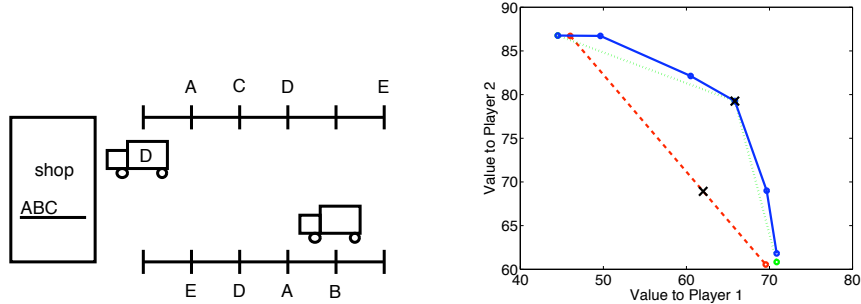 A C D E
D
shop
ABC
E D A B
90
85
80
75
70
65
60
40 50 60 70 80
Value to Player 2
Value to Player 1